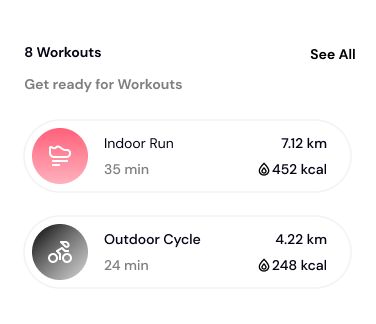 8 Workouts
See All
Get ready for Workouts
Indoor Run
7.12 km
35 min
452 kcal
Outdoor Cycle
4.22 km
24 min
248 kcal